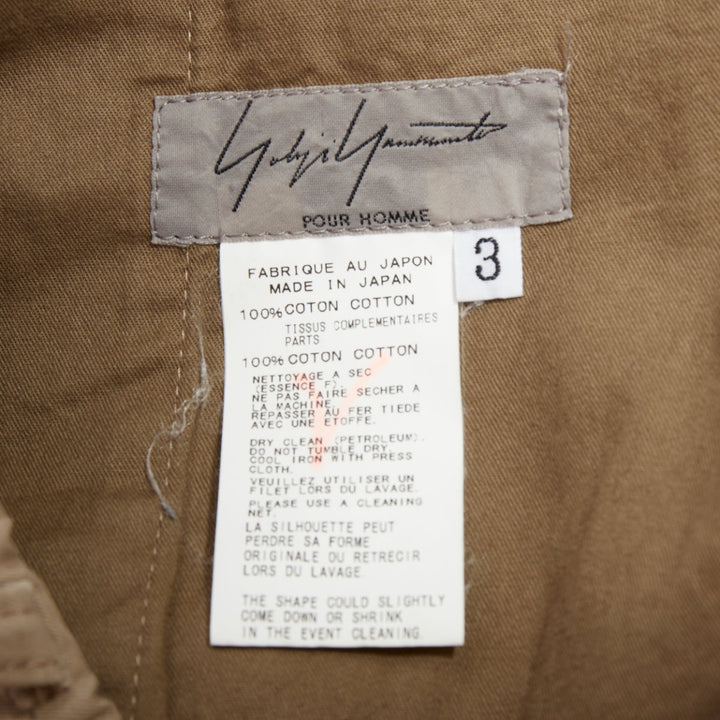 Yohji Yamamoto
POUR HOMME
3
FABRIQUE AU JAPON
MADE IN JAPAN
100% COTON COTTON
TISSUS COMPLEMENTAIRES
PARTS
100% COTON COTTON
NETTOYAGE A SEC
(ESSENCE F).
NE PAS FAIRE SECHER A
LA MACHINE.
REPASSER AU FER TIEDE
AVEC UNE ETOFFE.
DRY CLEAN (PETROLEUM).
DO NOT TUMBLE DRY.
COOL IRON WITH PRESS
CLOTH.
VEUILLEZ UTILISER UN
FILET LORS DU LAVAGE.
PLEASE USE A CLEANING
NET.
LA SILHOUETTE PEUT
PERDRE SA FORME
ORIGINALE OU RETRECIR
LORS DU LAVAGE.
THE SHAPE COULD SLIGHTLY
COME DOWN OR SHRINK
IN THE EVENT CLEANING.